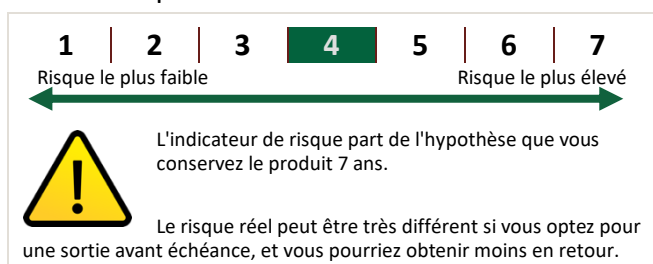 1 2 3 4 5 6 7
Risque le plus faible Risque le plus élevé
L'indicateur de risque part de l'hypothèse que vous
conservez le produit 7 ans.
Le risque réel peut être très différent si vous optez pour
une sortie avant échéance, et vous pourriez obtenir moins en retour.